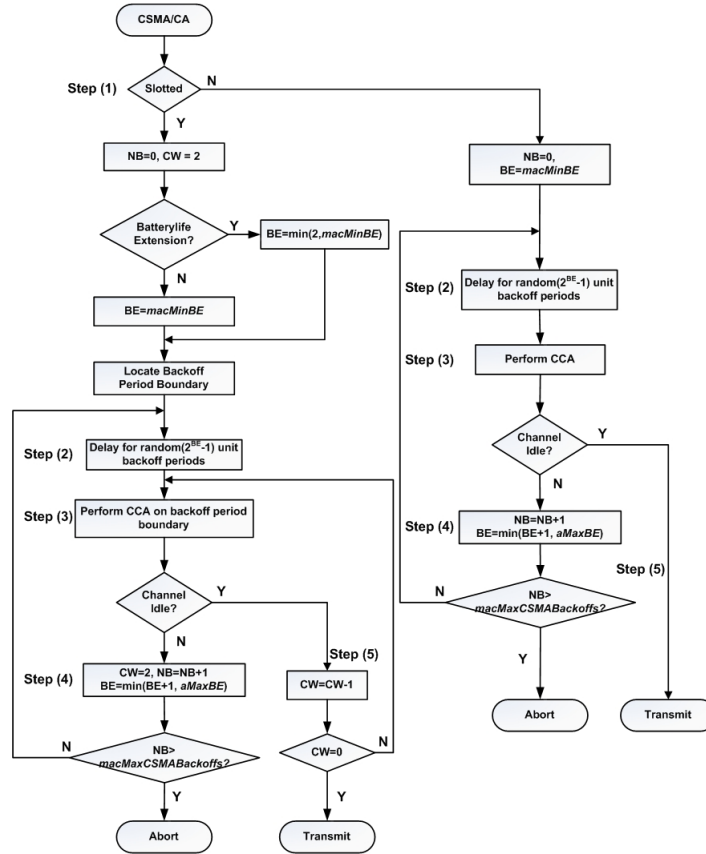 CSMA/CA
Step (1)
Slotted
N
Y
NB=0, CW = 2
Batterylife
Extension?
Y
BE=min(2,macMinBE)
N
BE=macMinBE
Locate Backoff
Period Boundary
Step (2)
Delay for random(2^BE-1) unit
backoff periods
Step (3)
Perform CCA on backoff period
boundary
Channel
Idle?
Y
N
Step (4)
CW=2, NB=NB+1
BE=min(BE+1, aMaxBE)
Step (5)
CW=CW-1
N
NB>
macMaxCSMABackoffs?
Y
Abort
CW=0
N
Y
Transmit
NB=0,
BE=macMinBE
Step (2)
Delay for random(2^BE-1) unit
backoff periods
Step (3)
Perform CCA
Channel
Idle?
Y
N
Step (4)
NB=NB+1
BE=min(BE+1, aMaxBE)
Step (5)
N
NB>
macMaxCSMABackoffs?
Y
Abort
Transmit